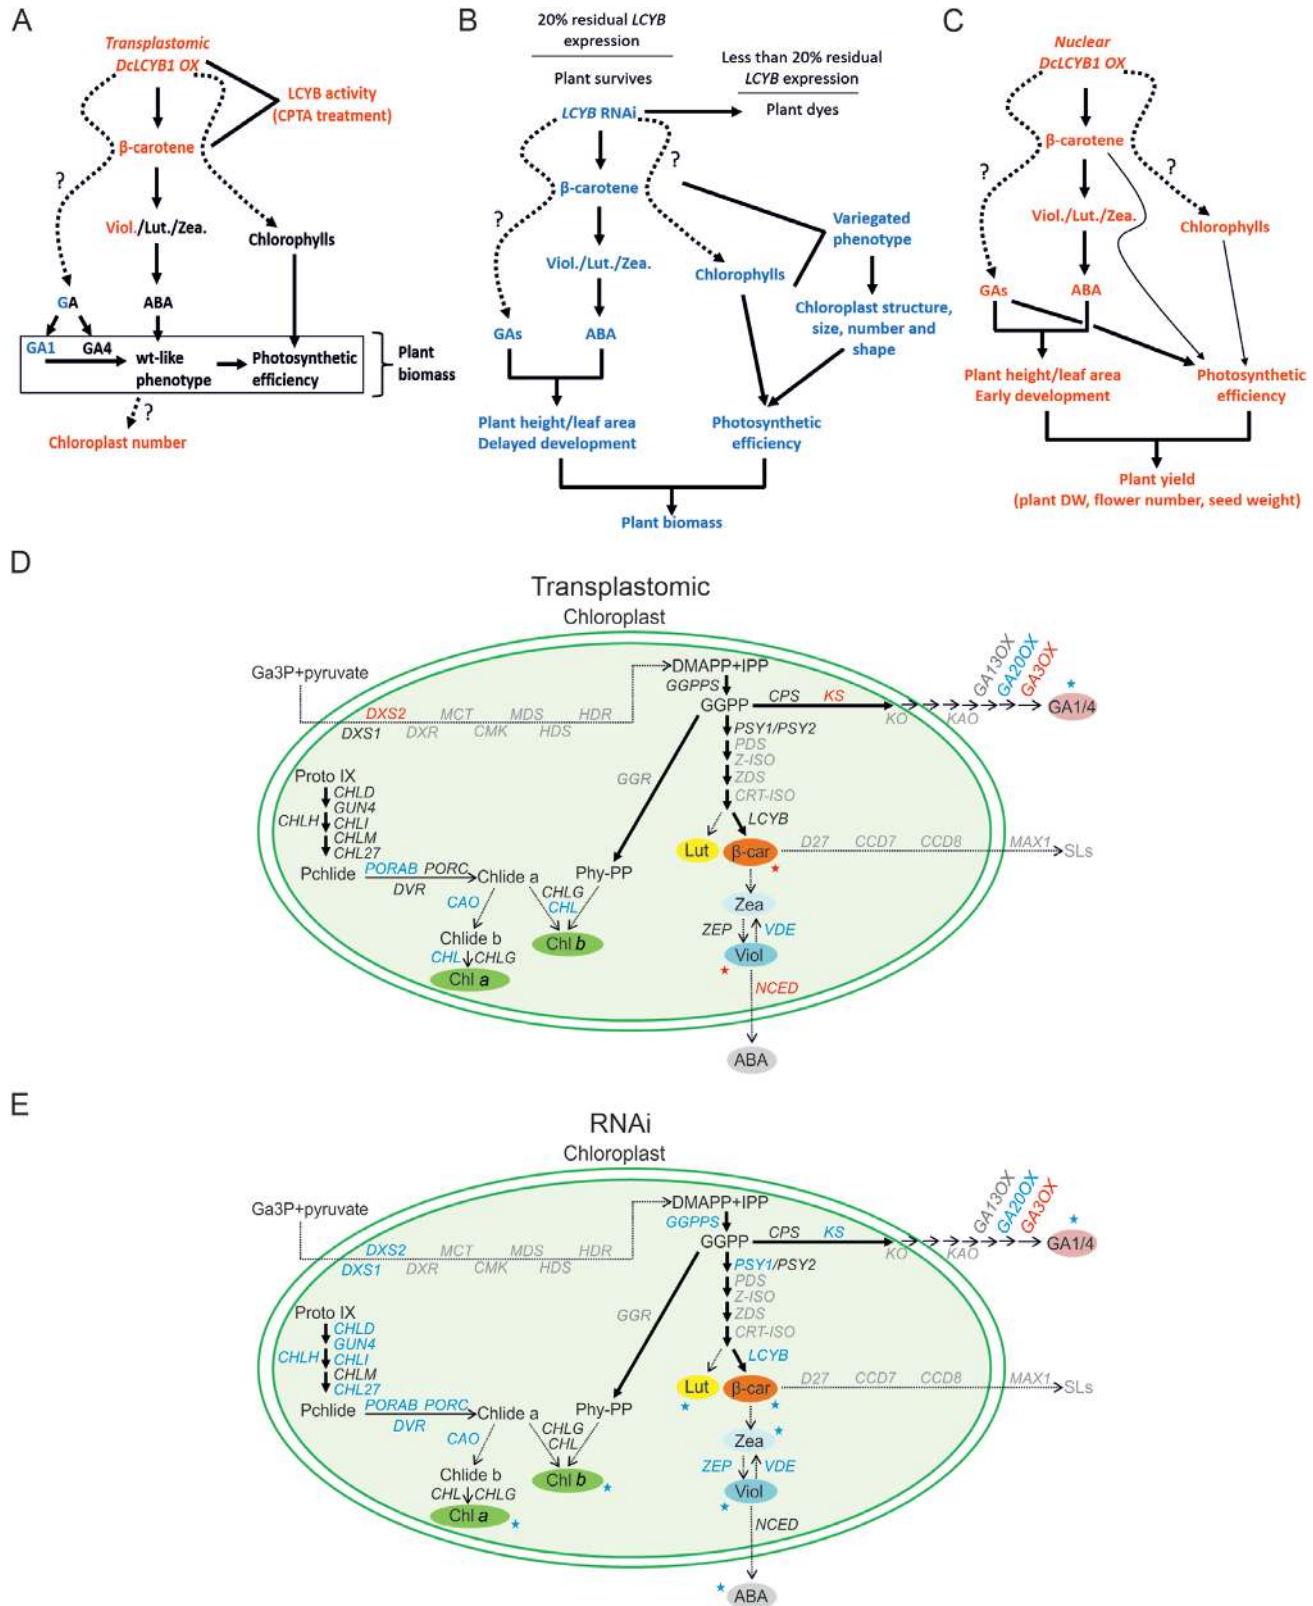 A
Transplastomic
DcLCYB1 OX
LCYB activity
(CPTA treatment)
β-carotene
?
Viol./Lut./Zea.
Chlorophylls
GA
ABA
GA1
GA4
wt-like
phenotype
Photosynthetic
efficiency
Plant
biomass
?
Chloroplast number
B
20% residual LCYB
expression
Plant survives
Less than 20% residual
LCYB expression
Plant dyes
LCYB RNAi
?
β-carotene
?
Variegated
phenotype
Viol./Lut./Zea.
Chlorophylls
Chloroplast structure,
size, number and
shape
GAs
ABA
Plant height/leaf area
Delayed development
Photosynthetic
efficiency
Plant biomass
C
Nuclear
DcLCYB1 OX
β-carotene
?
?
Viol./Lut./Zea.
Chlorophylls
GAs
ABA
Plant height/leaf area
Early development
Photosynthetic
efficiency
Plant yield
(plant DW, flower number, seed weight)
D
Transplastomic
Chloroplast
Ga3P+pyruvate
DXS2
DXS1
DXR
MCT
CMK
MDS
HDS
HDR
DMAPP+IPP
GGPPS
GGPP
CPS
KS
KO
KAO
GA13OX
GA20OX
GA3OX
GA1/4
PSY1/PSY2
PDS
Z-ISO
ZDS
CRT-ISO
GGR
LCYB
Proto IX
CHLD
GUN4
CHLH
CHLI
CHLM
CHL27
Pchlide
PORAB PORC
DVR
Chlide a
Phy-PP
Lut
β-car
D27
CCD7
CCD8
MAX1
SLs
CAO
CHLG
CHL
Zea
Chlide b
Chl b
ZEP
VDE
CHL
CHLG
Viol
Chl a
NCED
ABA
E
RNAi
Chloroplast
Ga3P+pyruvate
DXS2
DXS1
DXR
MCT
CMK
MDS
HDS
HDR
DMAPP+IPP
GGPPS
GGPP
CPS
KS
KO
KAO
GA13OX
GA20OX
GA3OX
GA1/4
PSY1/PSY2
PDS
Z-ISO
ZDS
CRT-ISO
GGR
LCYB
Proto IX
CHLD
GUN4
CHLH
CHLI
CHLM
CHL27
Pchlide
PORAB PORC
DVR
Chlide a
Phy-PP
Lut
β-car
D27
CCD7
CCD8
MAX1
SLs
CAO
CHLG
CHL
Zea
Chlide b
Chl b
ZEP
VDE
CHL
CHLG
Viol
Chl a
NCED
ABA